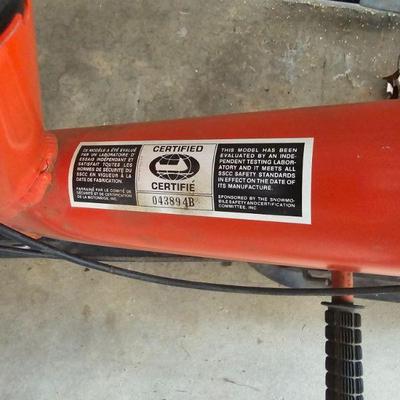 CE MODÈLE A ÉTÉ ÉVALUÉ
PAR UN LABORATOIRE D'
ESSAIS INDÉPENDANT ET
SATISFAIT TOUTES LES
NORMES DE SÉCURITÉ DU
SSCC EN VIGUEUR À LA
DATE DE FABRICATION.
PARRAINÉ PAR LE COMITÉ DE
SÉCURITÉ ET DE CERTIFICATION
DE LA MOTONEIGE, INC.
CERTIFIED
CERTIFIÉ
043894B
THIS MODEL HAS BEEN
EVALUATED BY AN INDE-
PENDENT TESTING LABOR-
ATORY AND IT MEETS ALL
SSCC SAFETY STANDARDS
IN EFFECT ON THE DATE OF
ITS MANUFACTURE.
SPONSORED BY THE SNOWMO-
BILE SAFETY AND CERTIFICATION
COMMITTEE, INC.